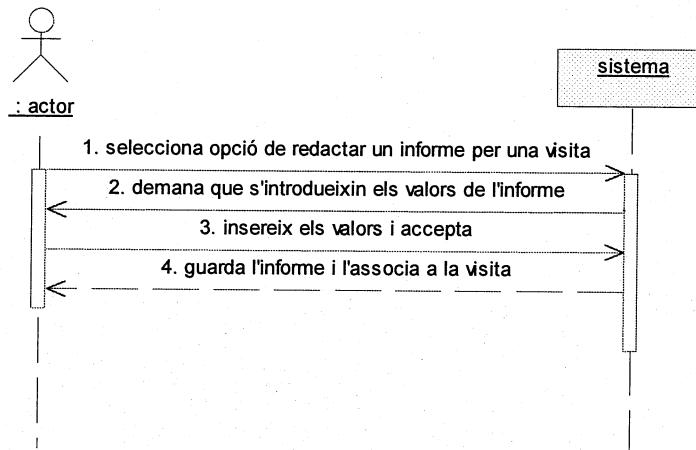 sistema
: actor
1. selecciona opció de redactar un informe per una visita
2. demana que s'introdueixin els valors de l'informe
3. insereix els valors i accepta
4. guarda l'informe i l'associa a la visita